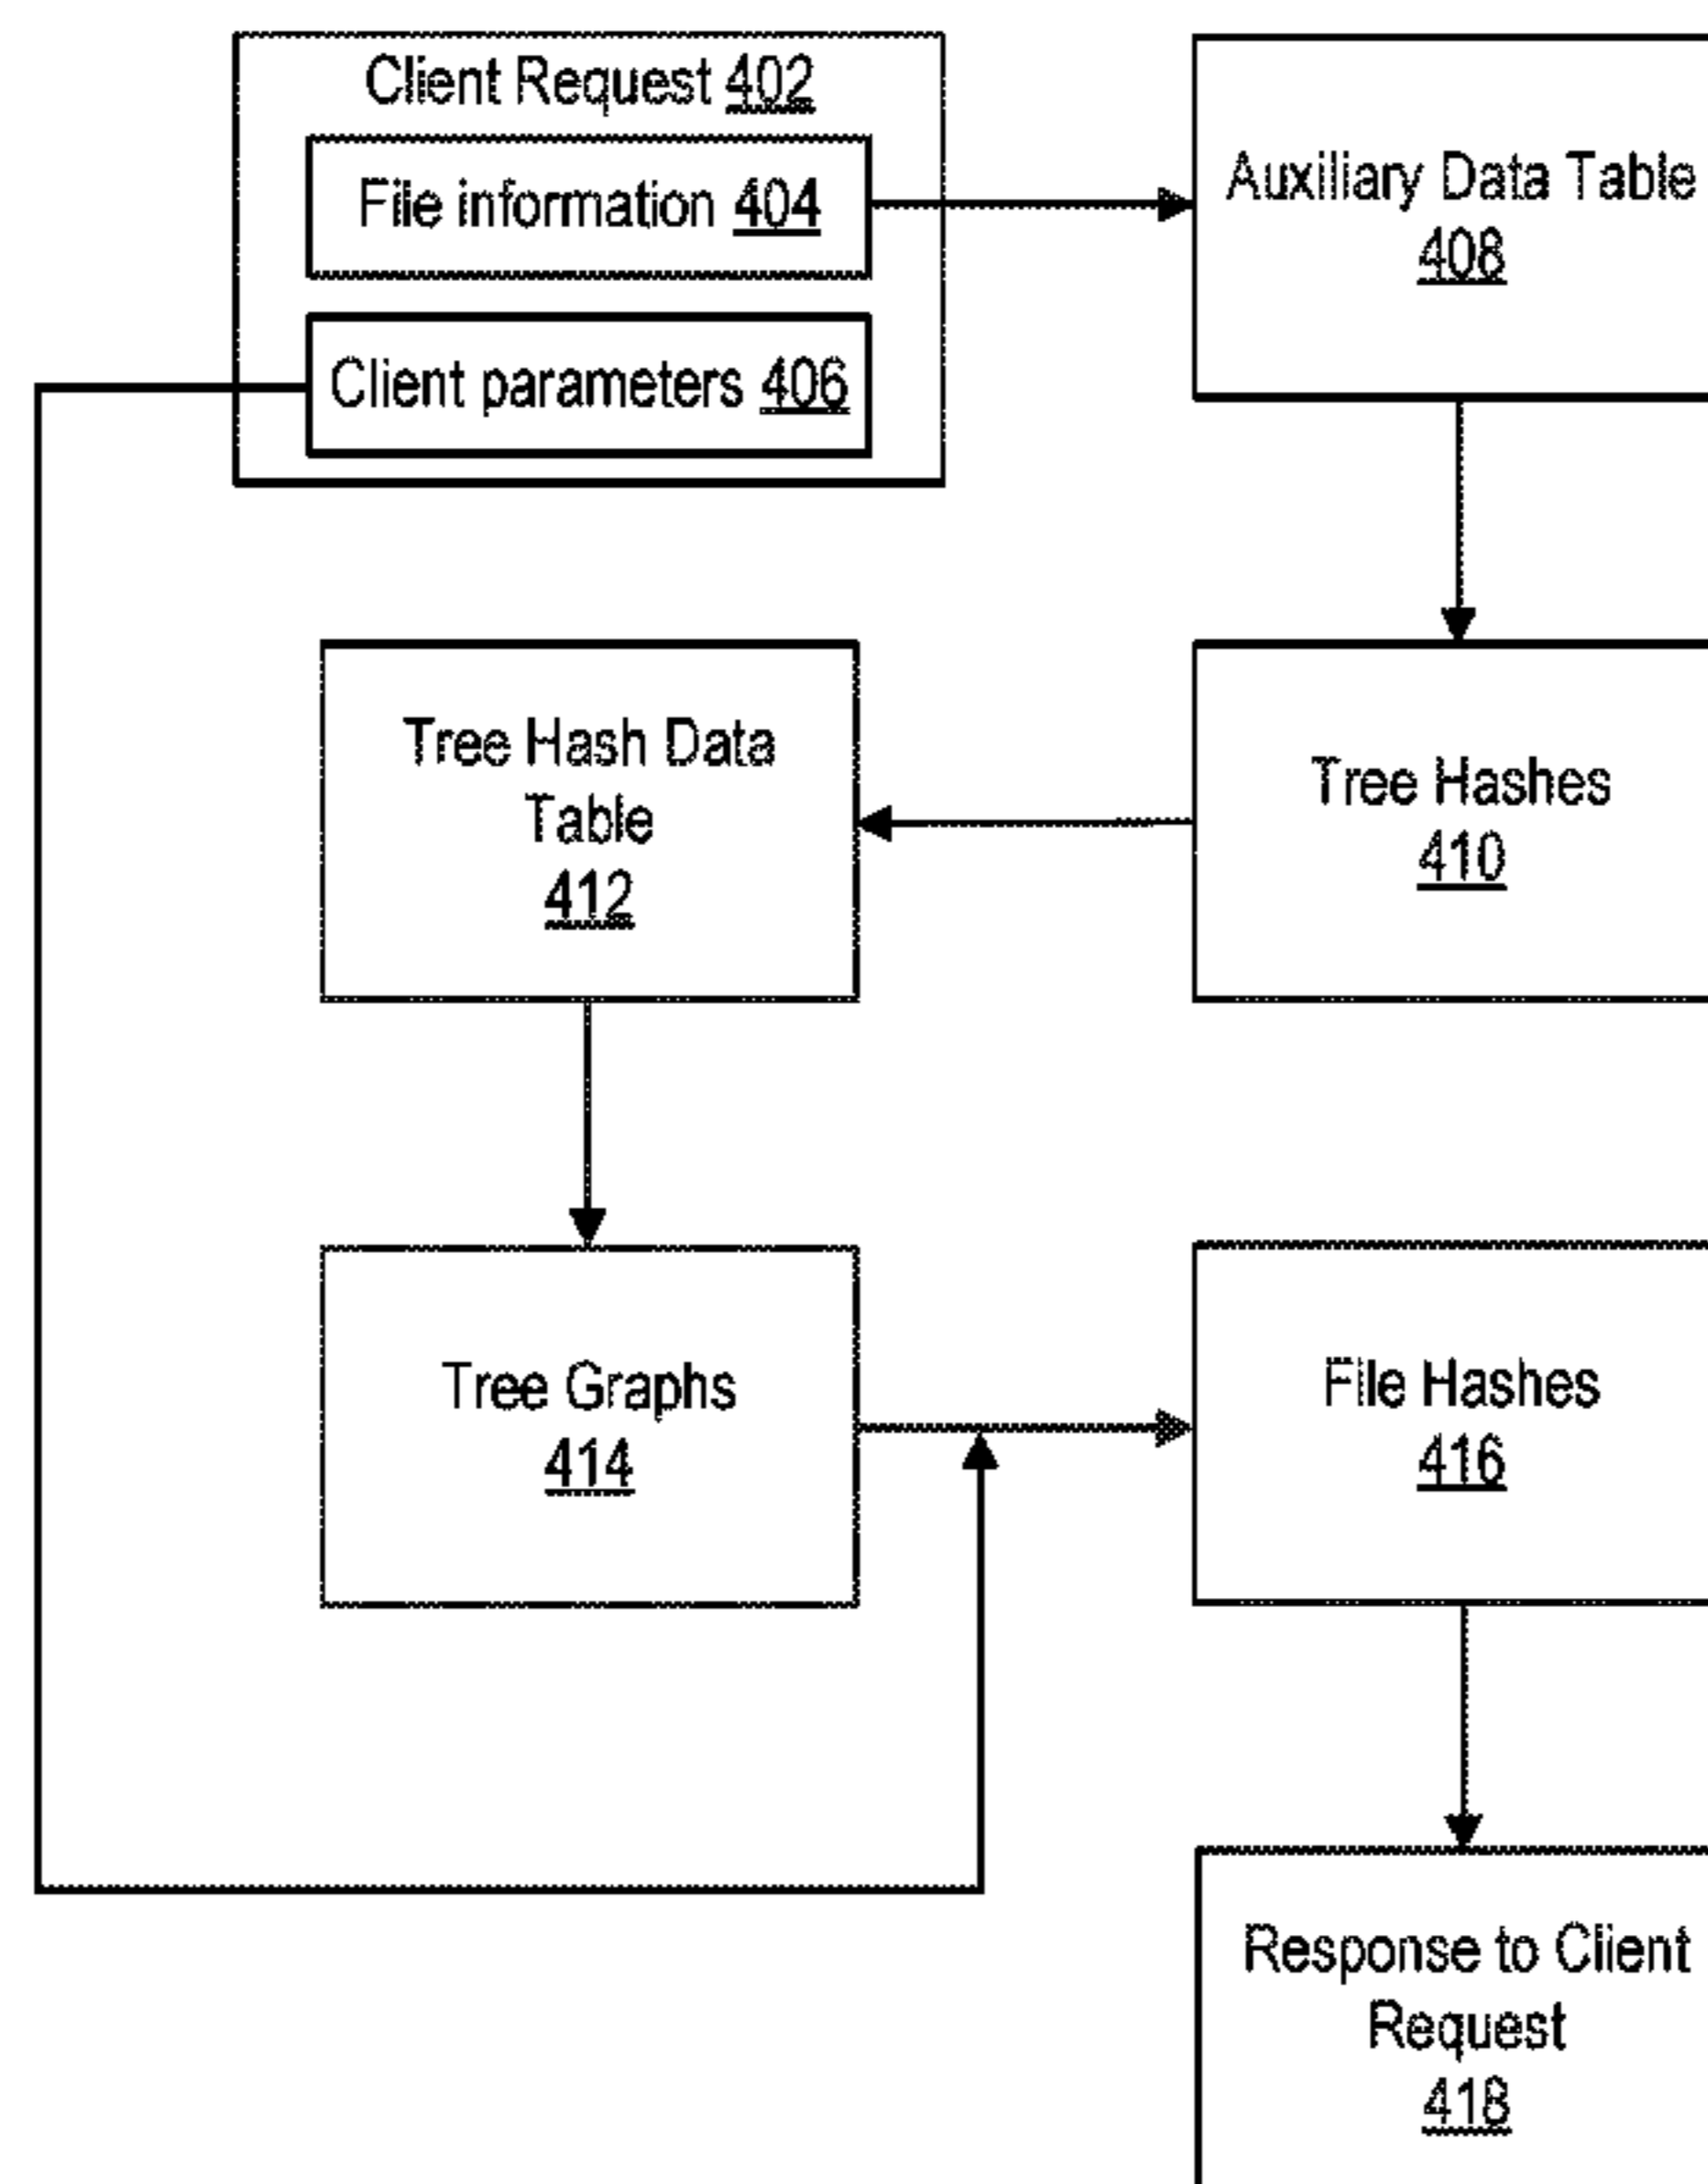 Client Request 402
File information 404
Client parameters 406
Auxiliary Data Table
408
Tree Hash Data
Table
412
Tree Hashes
410
Tree Graphs
414
File Hashes
416
Response to Client
Request
418